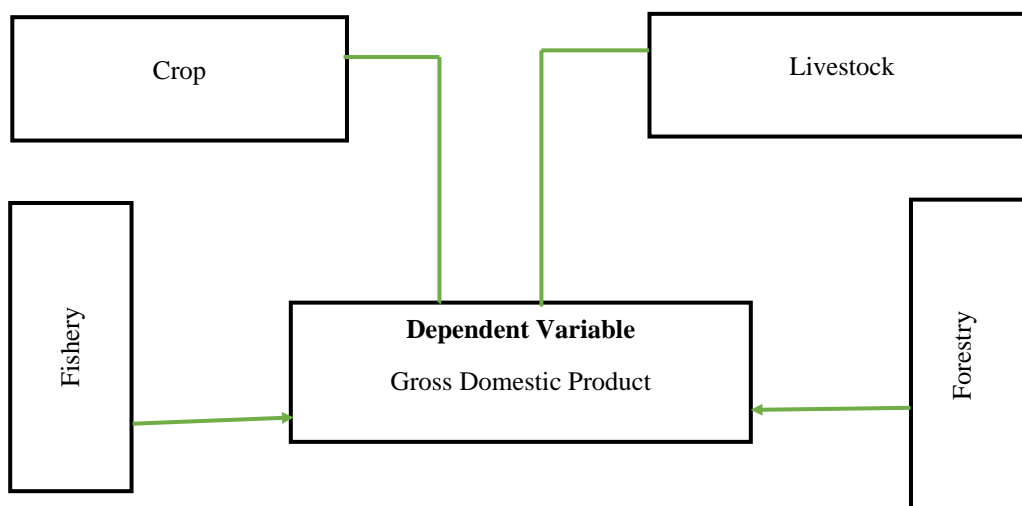 Crop
Livestock
Fishery
Dependent Variable
Gross Domestic Product
Forestry